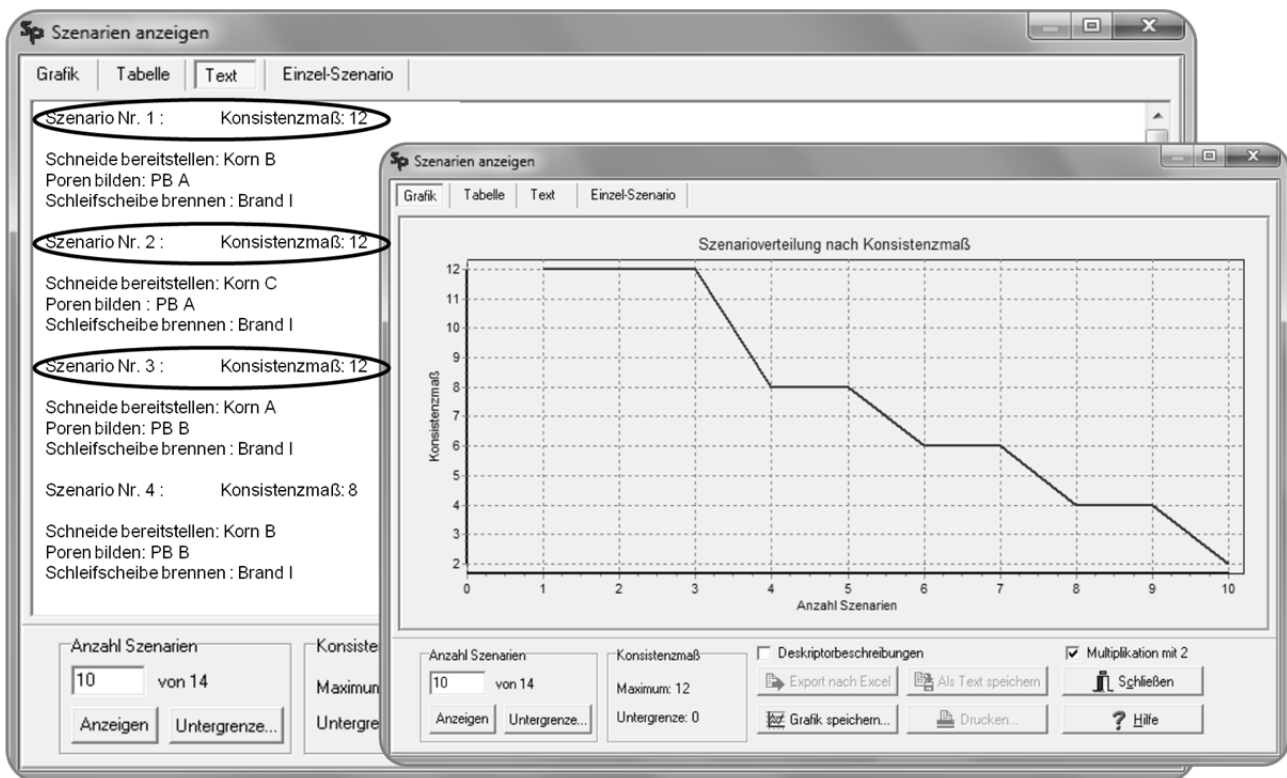 Sp Szenarien anzeigen
Grafik Tabelle Text Einzel-Szenario
Szenario Nr. 1 : Konsistenzmaß: 12
Schneide bereitstellen: Korn B
Poren bilden: PB A
Schleifscheibe brennen: Brand I
Szenario Nr. 2 : Konsistenzmaß: 12
Schneide bereitstellen: Korn C
Poren bilden : PB A
Schleifscheibe brennen : Brand I
Szenario Nr. 3 : Konsistenzmaß: 12
Schneide bereitstellen: Korn A
Poren bilden: PB B
Schleifscheibe brennen : Brand I
Szenario Nr. 4 : Konsistenzmaß: 8
Schneide bereitstellen: Korn B
Poren bilden: PB B
Schleifscheibe brennen : Brand I
Anzahl Szenarien
10 von 14
Anzeigen Untergrenze...
Konsiste
Maximun
Untergre
Sp Szenarien anzeigen
Grafik Tabelle Text Einzel-Szenario
Szenarioverteilung nach Konsistenzmaß
12
11
10
9
8
7
6
5
4
3
2
Konsistenzmaß
0 1 2 3 4 5 6 7 8 9 10
Anzahl Szenarien
Anzahl Szenarien
10 von 14
Anzeigen Untergrenze...
Konsistenzmaß
Maximum: 12
Untergrenze: 0
Deskriptorbeschreibungen
Multiplikation mit 2
Export nach Excel
Als Text speichern
Schließen
Grafik speichern...
Drucken...
Hilfe